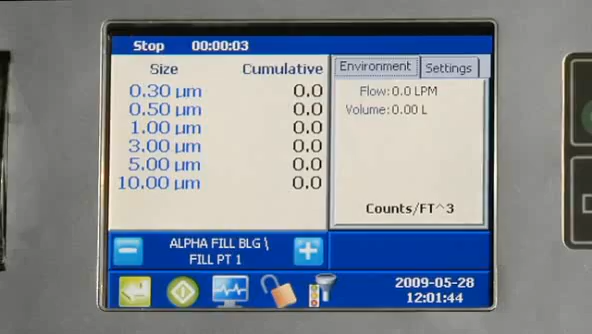 Stop 00:00:03
Size Cumulative
0.30 µm 0.0
0.50 µm 0.0
1.00 µm 0.0
3.00 µm 0.0
5.00 µm 0.0
10.00 µm 0.0
Environment Settings
Flow: 0.0 LPM
Volume: 0.00 L
Counts/FT^3
ALPHA FILL BLG \
FILL PT 1
2009-05-28
12:01:44